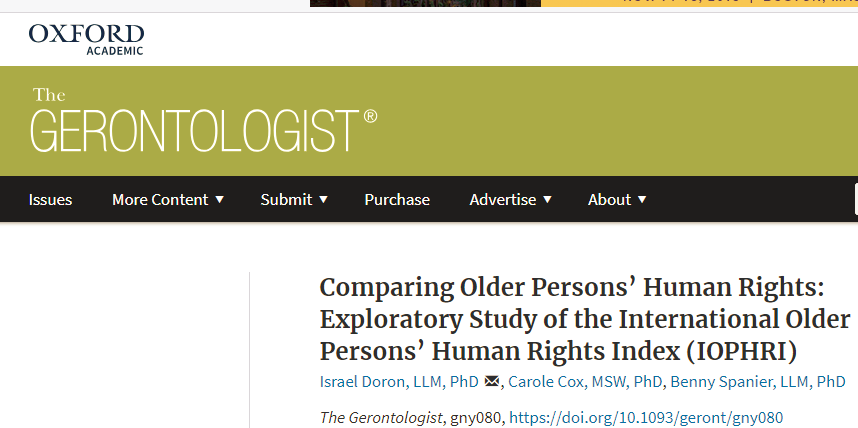 OXFORD
ACADEMIC
The
GERONTOLOGIST®
Issues More Content ▼ Submit ▼ Purchase Advertise ▼ About ▼
Comparing Older Persons’ Human Rights:
Exploratory Study of the International Older
Persons’ Human Rights Index (IOPHRI)
Israel Doron, LLM, PhD ✉, Carole Cox, MSW, PhD, Benny Spanier, LLM, PhD
The Gerontologist, gny080, https://doi.org/10.1093/geront/gny080